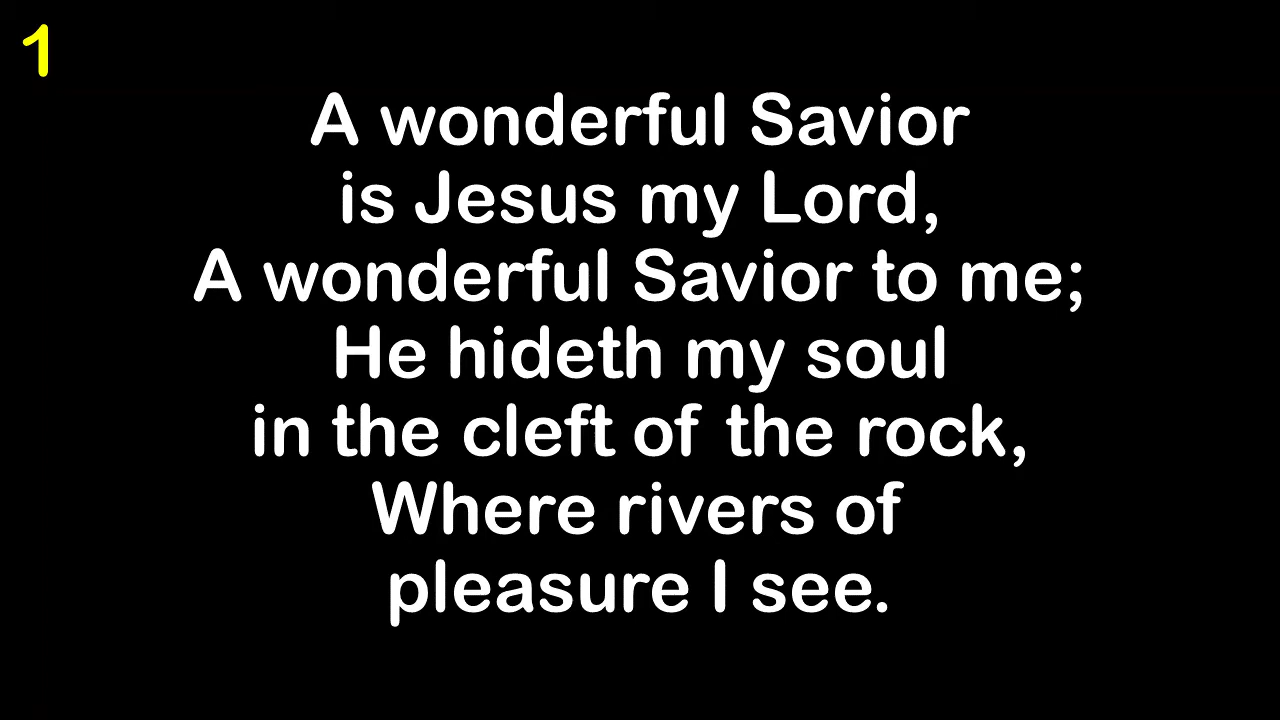 1
A wonderful Savior
is Jesus my Lord,
A wonderful Savior to me;
He hideth my soul
in the cleft of the rock,
Where rivers of
pleasure I see.